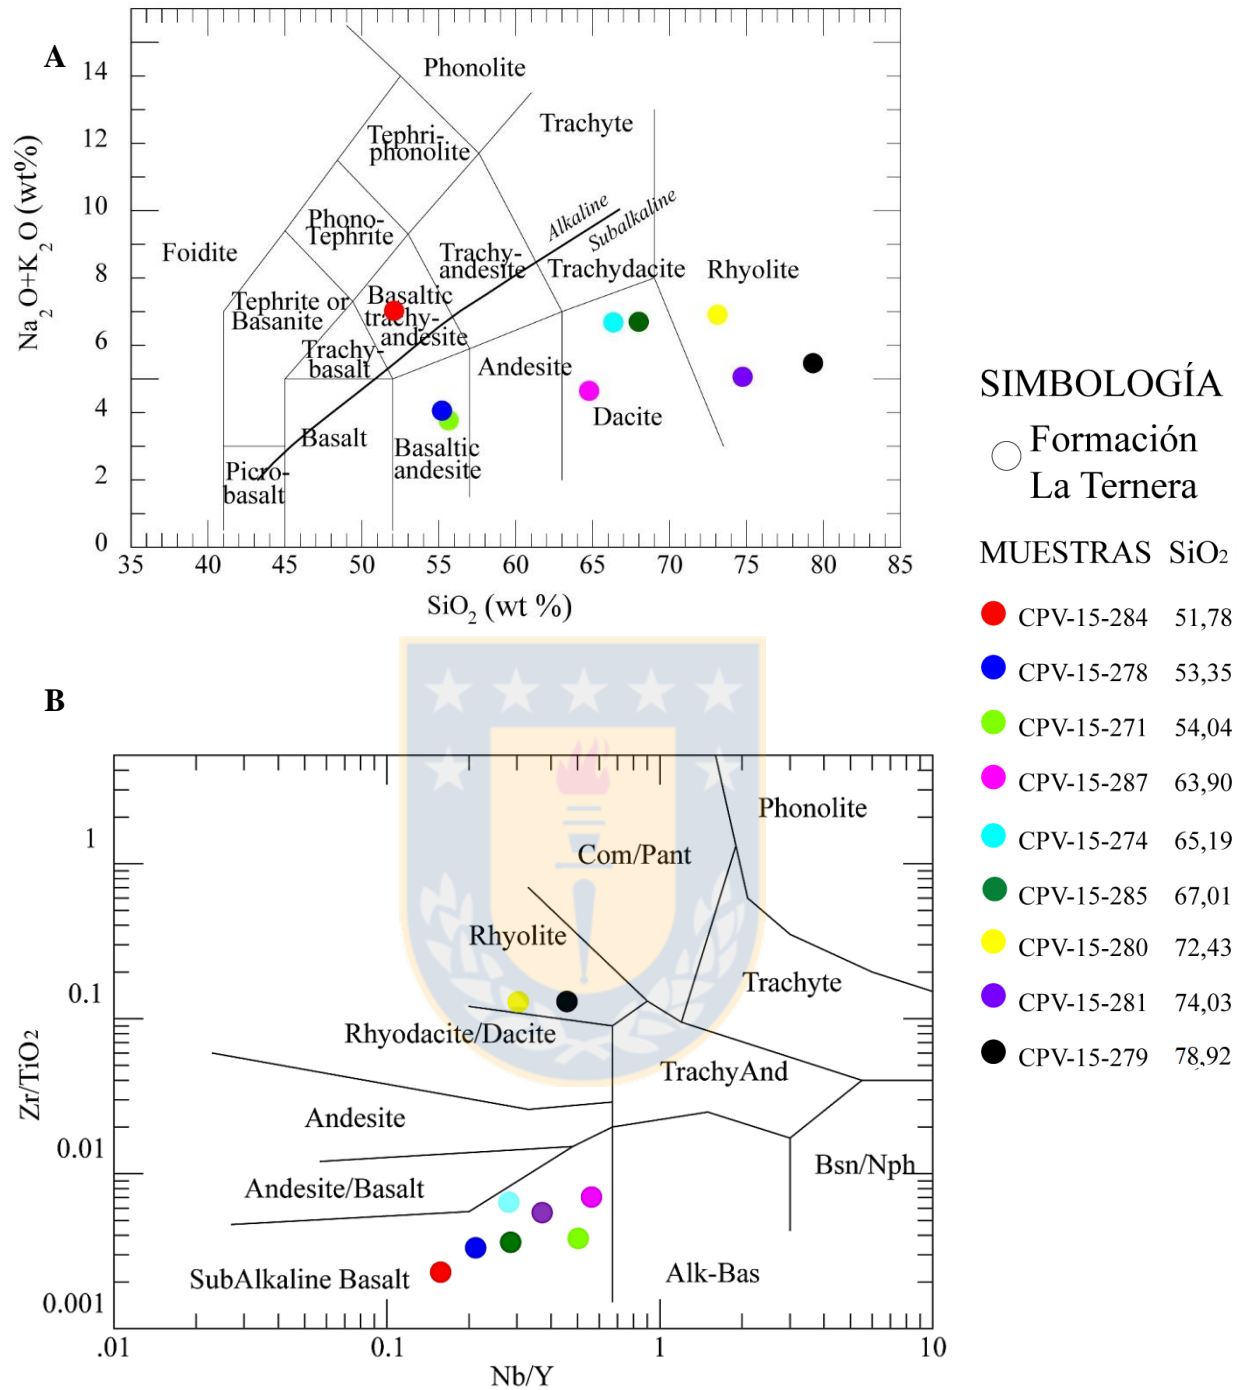 A
Na2O+K2O (wt%)
14
12
10
8
6
4
2
0
Phonolite
Trachyte
Tephri-
phonolite
Alkaline
Subalkaline
Phono-
Tephrite
Foidite
Trachy-
andesite
Trachydacite
Rhyolite
Tephrite or
Basanite
Basaltic
trachy-
andesite
Trachy-
basalt
Andesite
Dacite
Basalt
Basaltic
andesite
Picro-
basalt
35 40 45 50 55 60 65 70 75 80 85
SiO2 (wt %)
SIMBOLOGÍA
Formación
La Ternera
MUESTRAS SiO2
CPV-15-284 51,78
CPV-15-278 53,35
CPV-15-271 54,04
CPV-15-287 63,90
CPV-15-274 65,19
CPV-15-285 67,01
CPV-15-280 72,43
CPV-15-281 74,03
CPV-15-279 78,92
B
Zr/TiO2
1
0.1
0.01
0.001
Phonolite
Com/Pant
Rhyolite
Trachyte
Rhyodacite/Dacite
TrachyAnd
Andesite
Bsn/Nph
Andesite/Basalt
SubAlkaline Basalt
Alk-Bas
.01 0.1 1 10
Nb/Y